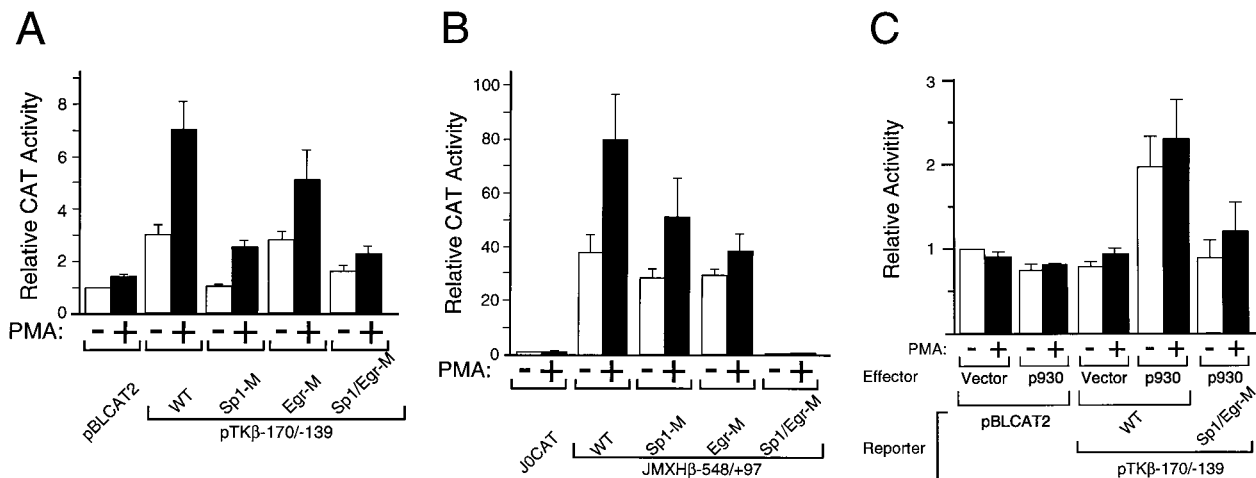 A
Relative CAT Activity
8
6
4
2
0
PMA: - + - + - + - + - +
pBLCAT2
WT
Sp1-M
Egr-M
Sp1/Egr-M
pTKβ-170/-139
B
Relative CAT Activity
100
80
60
40
20
0
PMA: - + - + - + - + - +
J0CAT
WT
Sp1-M
Egr-M
Sp1/Egr-M
JMXHβ-548/+97
C
Relative Activitity
3
2
1
PMA: - + - + - + - + - +
Effector Vector p930 Vector p930 p930
Reporter
pBLCAT2
WT
Sp1/Egr-M
pTKβ-170/-139